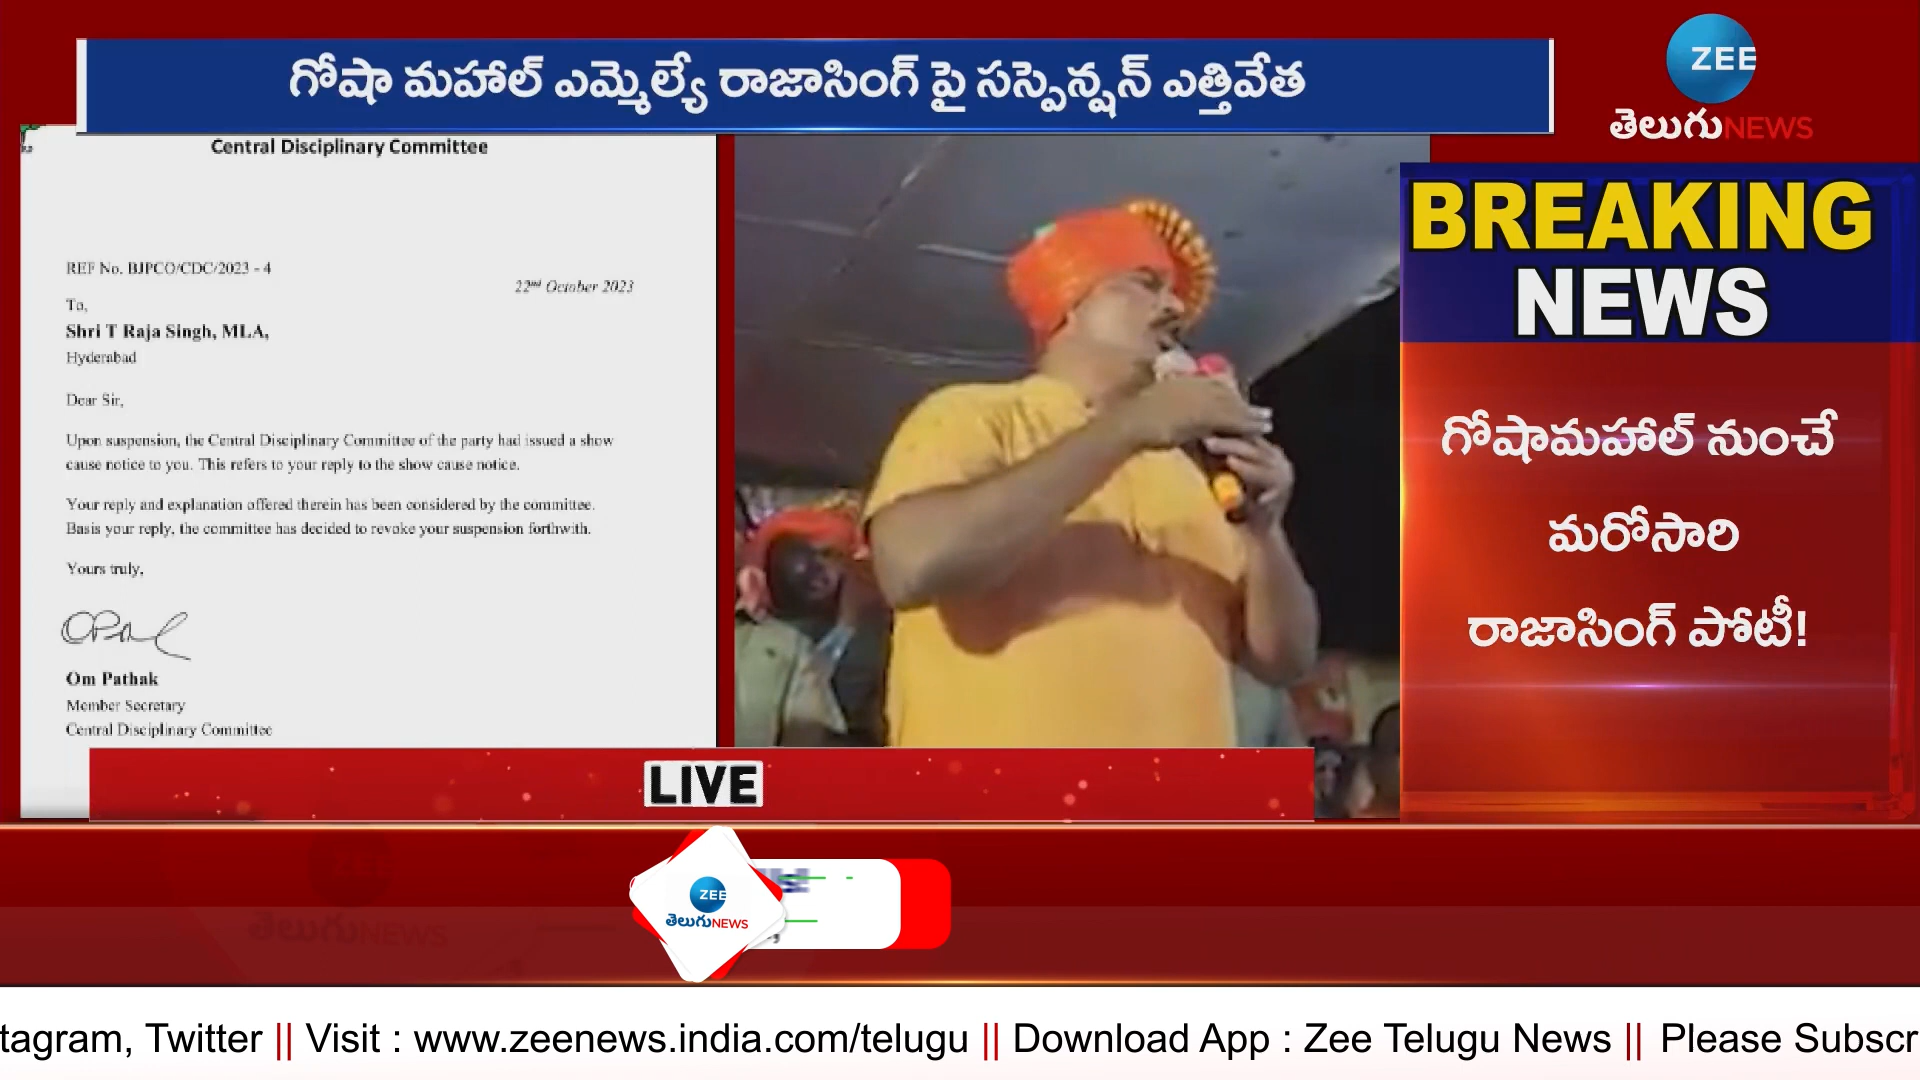 గోషా మహాల్ ఎమ్మెల్యే రాజాసింగ్ పై సస్పెన్షన్ ఎత్తివేత
ZEE
తెలుగు NEWS
Central Disciplinary Committee
REF No. BJPCO/CDC/2023 - 4
22nd October 2023
To,
Shri T Raja Singh, MLA,
Hyderabad
Dear Sir,
Upon suspension, the Central Disciplinary Committee of the party had issued a show
cause notice to you. This refers to your reply to the show cause notice.
Your reply and explanation offered therein has been considered by the committee.
Basis your reply, the committee has decided to revoke your suspension forthwith.
Yours truly,
Om Pathak
Member Secretary
Central Disciplinary Committee
BREAKING
NEWS
గోషామహాల్ నుంచే
మరోసారి
రాజాసింగ్ పోటీ!
LIVE
ZEE
తెలుగు NEWS
ZEE
తెలుగు NEWS
tagram, Twitter || Visit : www.zeenews.india.com/telugu || Download App : Zee Telugu News || Please Subscr